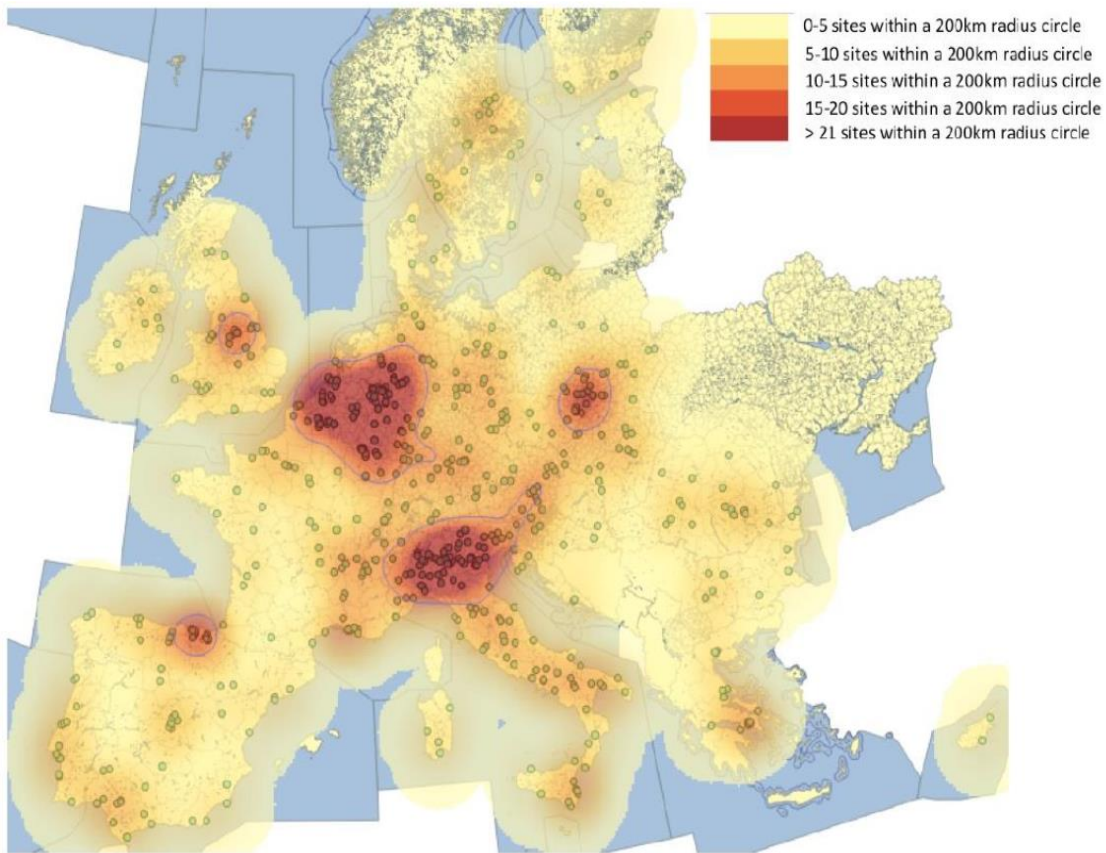 0-5 sites within a 200km radius circle
5-10 sites within a 200km radius circle
10-15 sites within a 200km radius circle
15-20 sites within a 200km radius circle
> 21 sites within a 200km radius circle